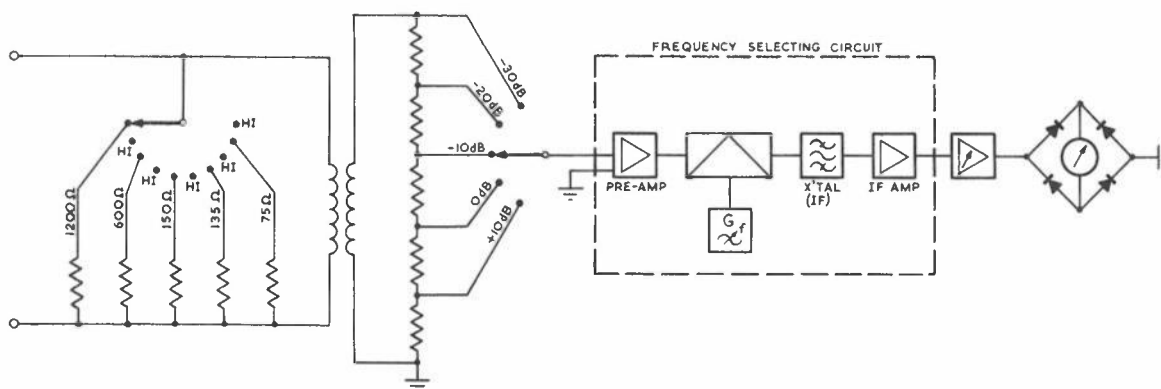 FREQUENCY SELECTING CIRCUIT
-30dB
-20dB
-10dB
0dB
+10dB
HI
HI
HI
HI
HI
1200Ω
600Ω
150Ω
135Ω
75Ω
PRE-AMP
G
f
X'TAL
(IF)
IF AMP